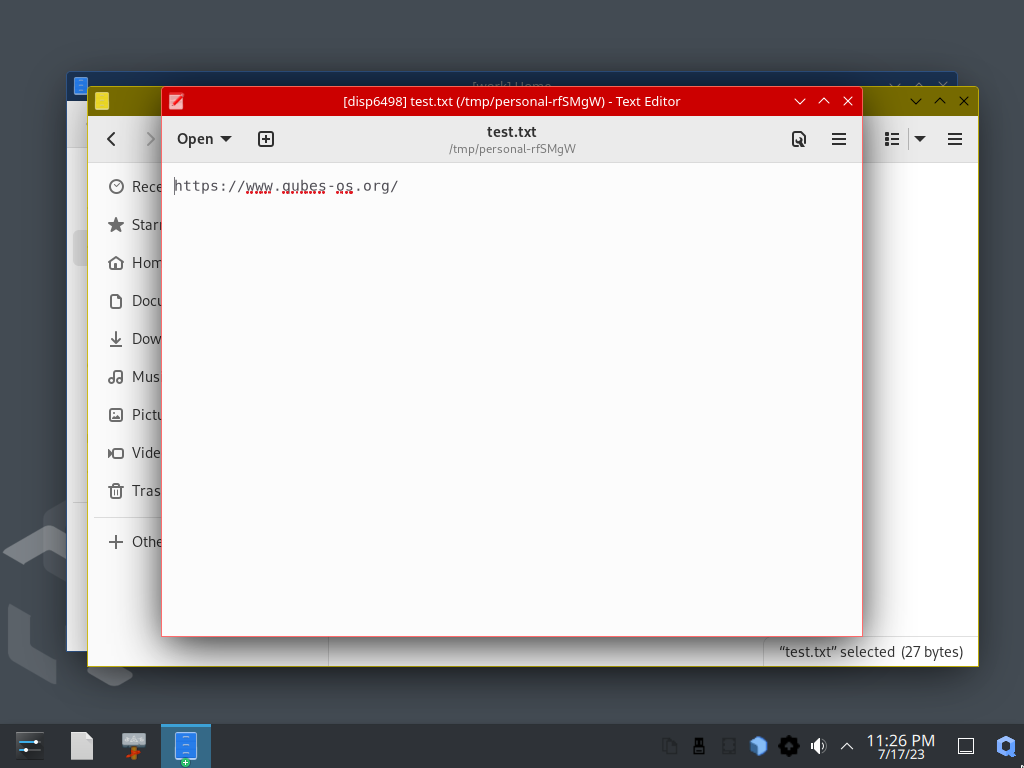 [work] Home
[disp6498] test.txt (/tmp/personal-rfSMgW) - Text Editor
Open
test.txt
/tmp/personal-rfSMgW
https://www.qubes-os.org/
Rece
Starr
Hom
Docu
Dow
Mus
Pictu
Vide
Tras
Othe
“test.txt” selected (27 bytes)
11:26 PM
7/17/23